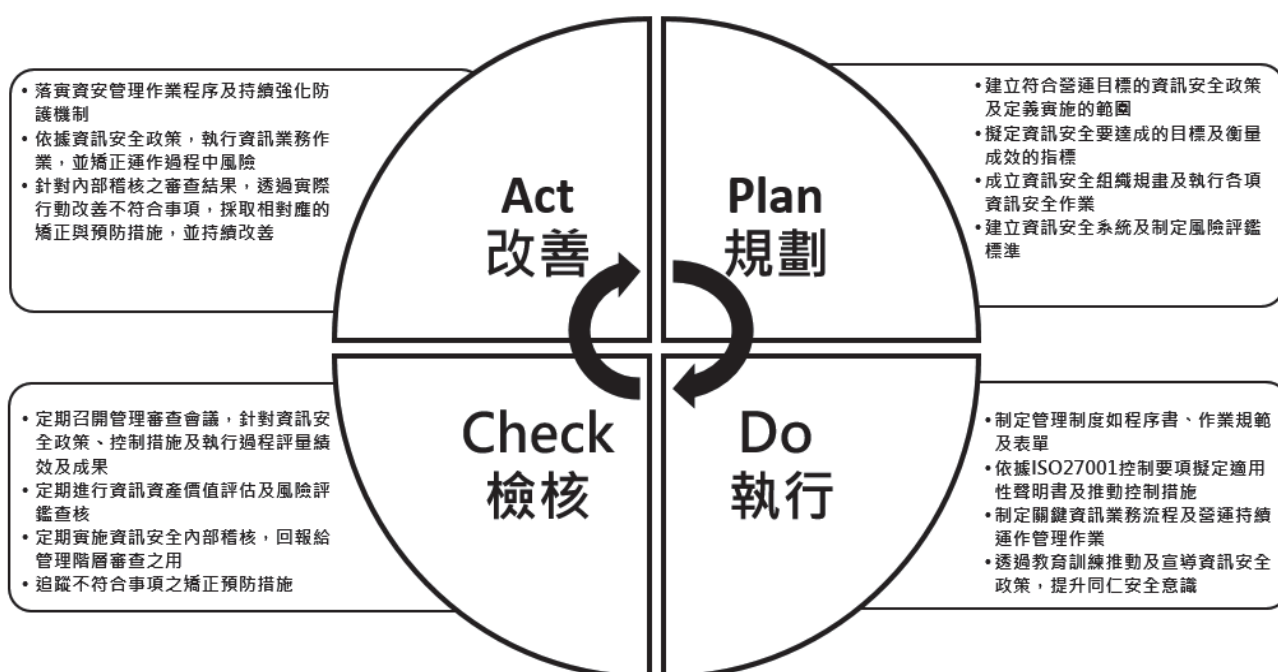 • 落實資安管理作業程序及持續強化防
護機制
• 依據資訊安全政策，執行資訊業務作
業，並矯正運作過程中風險
• 針對內部稽核之審查結果，透過實際
行動改善不符合事項，採取相對應的
矯正與預防措施，並持續改善
Act
改善
Plan
規劃
• 建立符合營運目標的資訊安全政策
及定義實施的範圍
• 擬定資訊安全要達成的目標及衡量
成效的指標
• 成立資訊安全組織規畫及執行各項
資訊安全作業
• 建立資訊安全系統及制定風險評鑑
標準
• 定期召開管理審查會議，針對資訊安
全政策、控制措施及執行過程評量績
效及成果
• 定期進行資訊資產價值評估及風險評
鑑查核
• 定期實施資訊安全內部稽核，回報給
管理階層審查之用
• 追蹤不符合事項之矯正預防措施
Check
檢核
Do
執行
• 制定管理制度如程序書、作業規範
及表單
• 依據ISO27001控制要項擬定適用
性聲明書及推動控制措施
• 制定關鍵資訊業務流程及營運持續
運作管理作業
• 透過教育訓練推動及宣導資訊安全
政策，提升同仁安全意識